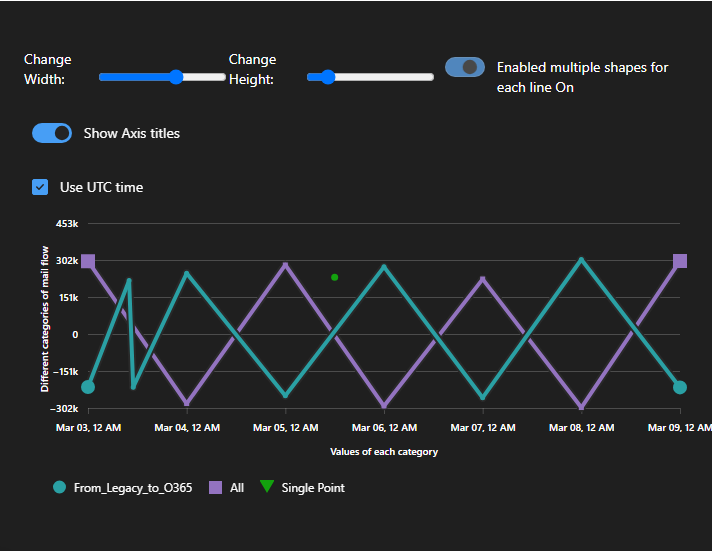 Change
Width:
Change
Height:
Enabled multiple shapes for
each line On
Show Axis titles
Use UTC time
Different categories of mail flow
453k
302k
151k
0
−151k
−302k
Mar 03, 12 AM
Mar 04, 12 AM
Mar 05, 12 AM
Mar 06, 12 AM
Mar 07, 12 AM
Mar 08, 12 AM
Mar 09, 12 AM
Values of each category
From_Legacy_to_O365
All
Single Point